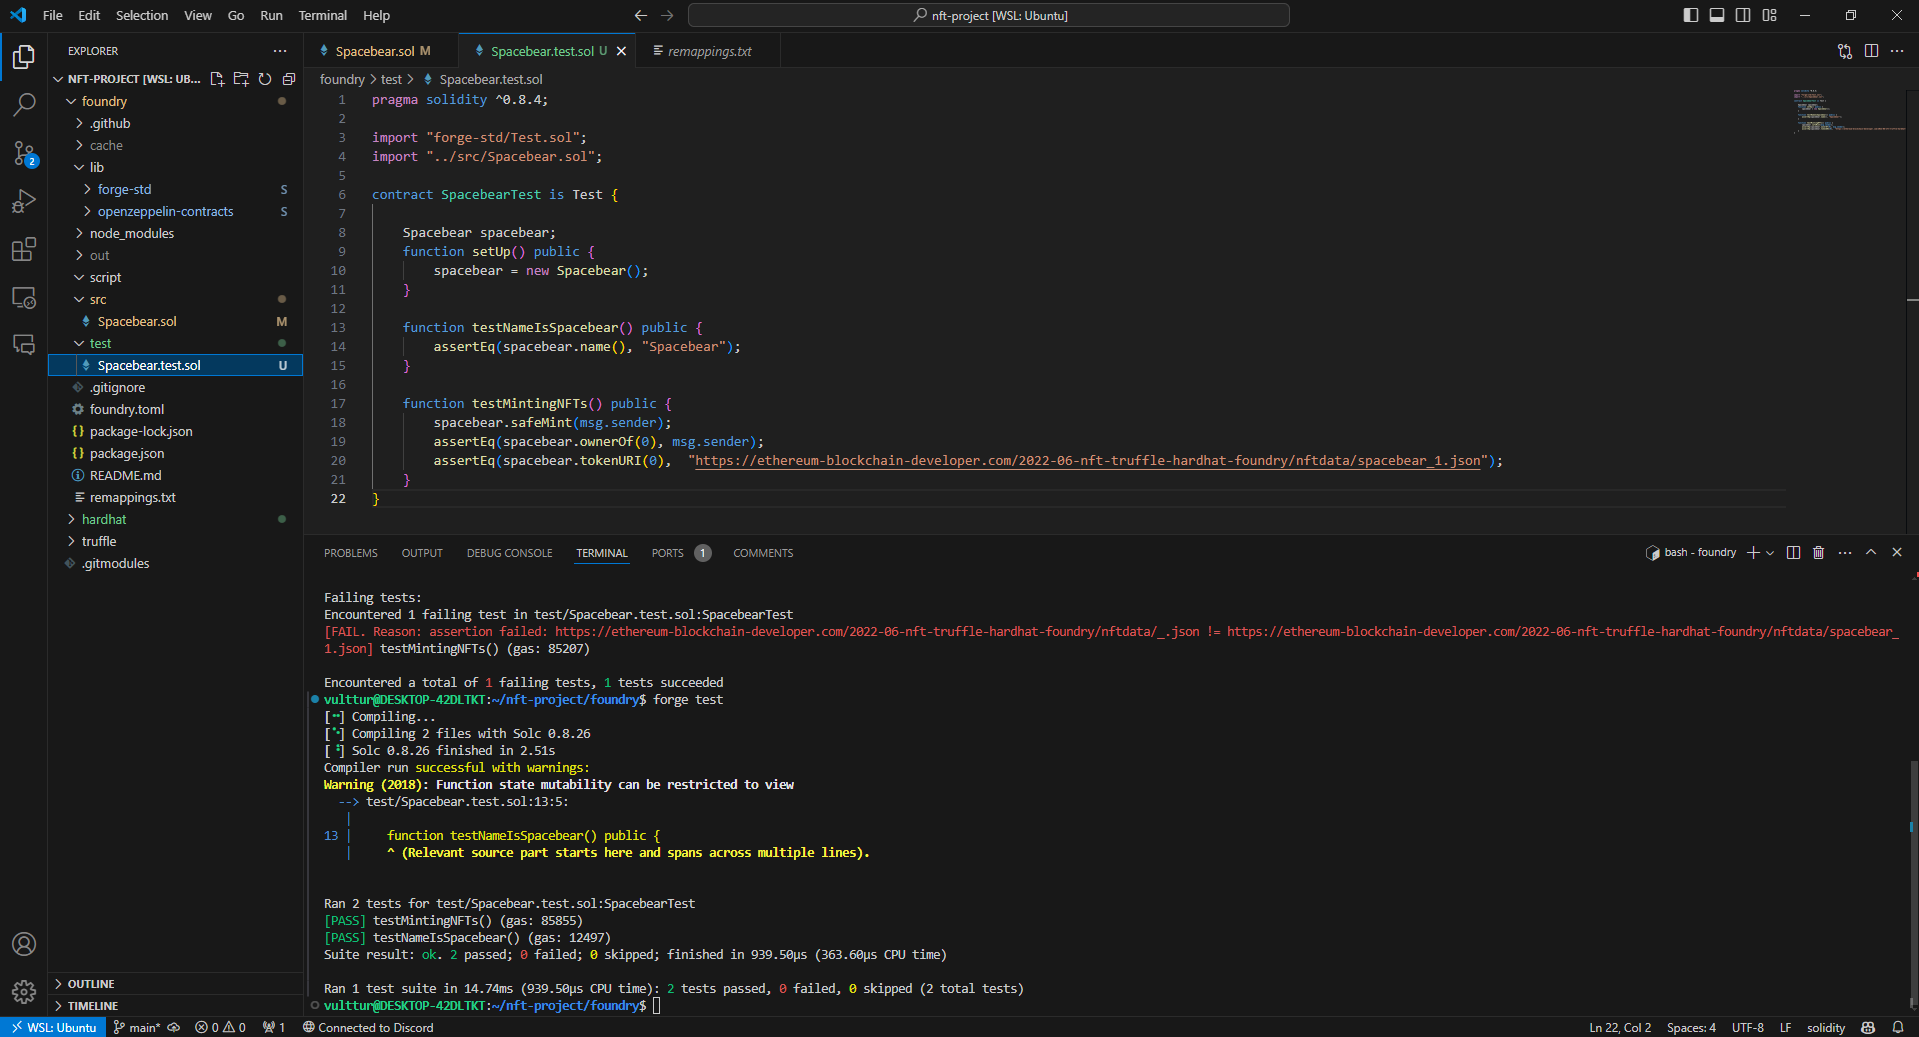 File Edit Selection View Go Run Terminal Help
nft-project [WSL: Ubuntu]
EXPLORER
NFT-PROJECT [WSL: UB...
foundry
.github
cache
lib
forge-std S
openzeppelin-contracts S
node_modules
out
script
src
Spacebear.sol M
test
Spacebear.test.sol U
.gitignore
foundry.toml
package-lock.json
package.json
README.md
remappings.txt
hardhat
truffle
.gitmodules
OUTLINE
TIMELINE
2
Spacebear.sol M
Spacebear.test.sol U
remappings.txt
foundry > test > Spacebear.test.sol
1 pragma solidity ^0.8.4;
2
3 import "forge-std/Test.sol";
4 import "../src/Spacebear.sol";
5
6 contract SpacebearTest is Test {
7
8 Spacebear spacebear;
9 function setUp() public {
10 spacebear = new Spacebear();
11 }
12
13 function testNameIsSpacebear() public {
14 assertEq(spacebear.name(), "Spacebear");
15 }
16
17 function testMintingNFTs() public {
18 spacebear.safeMint(msg.sender);
19 assertEq(spacebear.ownerOf(0), msg.sender);
20 assertEq(spacebear.tokenURI(0), "https://ethereum-blockchain-developer.com/2022-06-nft-truffle-hardhat-foundry/nftdata/spacebear_1.json");
21 }
22 }
PROBLEMS OUTPUT DEBUG CONSOLE TERMINAL PORTS 1 COMMENTS
bash - foundry
Failing tests:
Encountered 1 failing test in test/Spacebear.test.sol:SpacebearTest
[FAIL. Reason: assertion failed: https://ethereum-blockchain-developer.com/2022-06-nft-truffle-hardhat-foundry/nftdata/_.json != https://ethereum-blockchain-developer.com/2022-06-nft-truffle-hardhat-foundry/nftdata/spacebear_
1.json] testMintingNFTs() (gas: 85207)
Encountered a total of 1 failing tests, 1 tests succeeded
vulttur@DESKTOP-42DLTKT:~/nft-project/foundry$ forge test
[⠒] Compiling...
[⠑] Compiling 2 files with Solc 0.8.26
[⠘] Solc 0.8.26 finished in 2.51s
Compiler run successful with warnings:
Warning (2018): Function state mutability can be restricted to view
--> test/Spacebear.test.sol:13:5:
|
13 | function testNameIsSpacebear() public {
| ^ (Relevant source part starts here and spans across multiple lines).
Ran 2 tests for test/Spacebear.test.sol:SpacebearTest
[PASS] testMintingNFTs() (gas: 85855)
[PASS] testNameIsSpacebear() (gas: 12497)
Suite result: ok. 2 passed; 0 failed; 0 skipped; finished in 939.50µs (363.60µs CPU time)
Ran 1 test suite in 14.74ms (939.50µs CPU time): 2 tests passed, 0 failed, 0 skipped (2 total tests)
vulttur@DESKTOP-42DLTKT:~/nft-project/foundry$
WSL: Ubuntu main* 0 0 1 Connected to Discord
Ln 22, Col 2 Spaces: 4 UTF-8 LF solidity